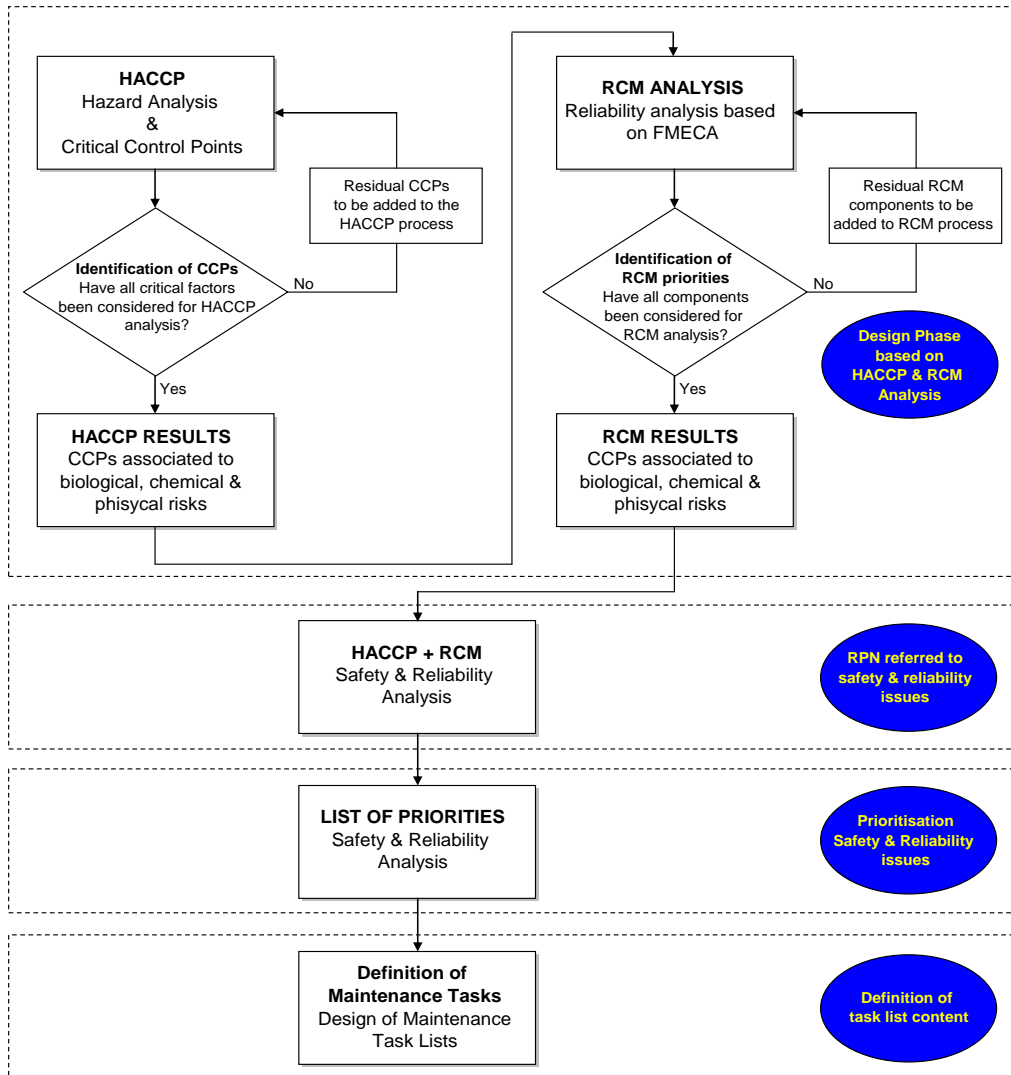 HACCP
Hazard Analysis
&
Critical Control Points
Residual CCPs
to be added to the
HACCP process
Identification of CCPs
Have all critical factors
been considered for HACCP
analysis?
No
Yes
HACCP RESULTS
CCPs associated to
biological, chemical &
phisycal risks
RCM ANALYSIS
Reliability analysis based
on FMECA
Residual RCM
components to be
added to RCM process
Identification of
RCM priorities
Have all components
been considered for
RCM analysis?
No
Yes
RCM RESULTS
CCPs associated to
biological, chemical &
phisycal risks
Design Phase
based on
HACCP & RCM
Analysis
HACCP + RCM
Safety & Reliability
Analysis
RPN referred to
safety & reliability
issues
LIST OF PRIORITIES
Safety & Reliability
Analysis
Prioritisation
Safety & Reliability
issues
Definition of
Maintenance Tasks
Design of Maintenance
Task Lists
Definition of
task list content